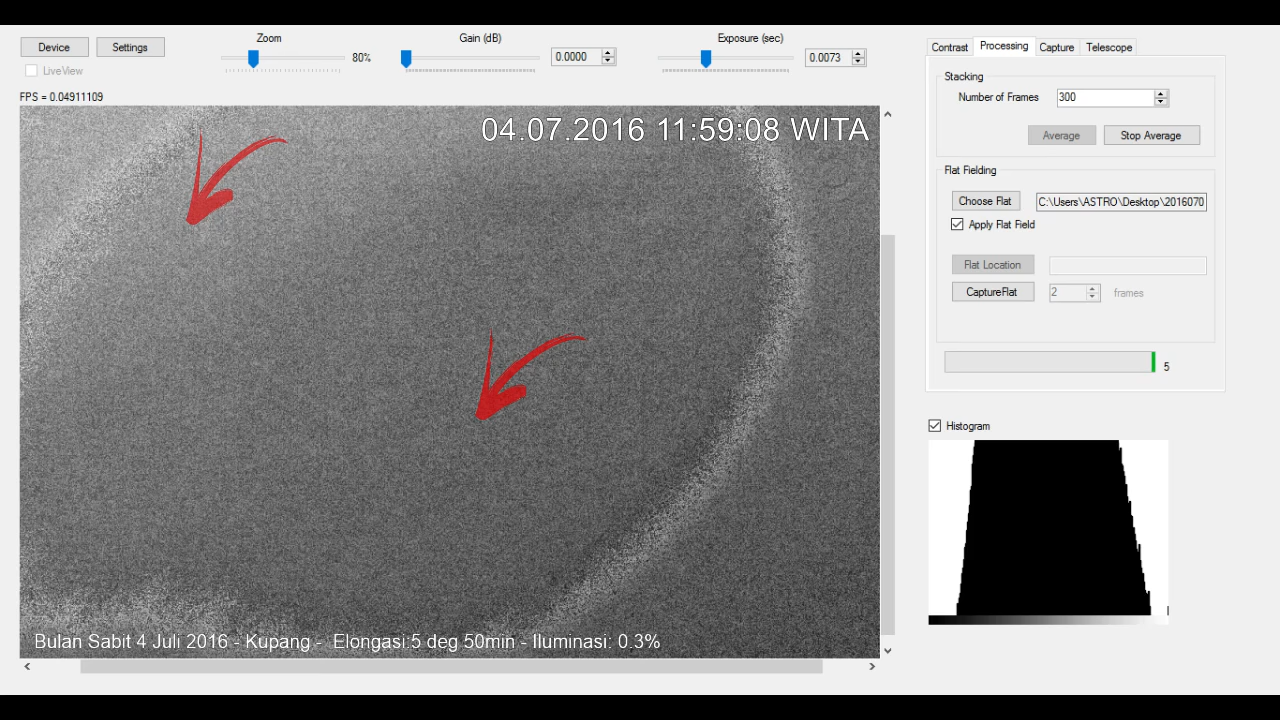 Device
Settings
Zoom
Gain (dB)
Exposure (sec)
LiveView
80%
0.0000
0.0073
FPS = 0.04911109
Contrast
Processing
Capture
Telescope
Stacking
Number of Frames
300
Average
Stop Average
Flat Fielding
Choose Flat
C:\Users\ASTRO\Desktop\2016070
Apply Flat Field
Flat Location
CaptureFlat
2
frames
5
Histogram
04.07.2016 11:59:08 WITA
Bulan Sabit 4 Juli 2016 - Kupang - Elongasi:5 deg 50min - Iluminasi: 0.3%